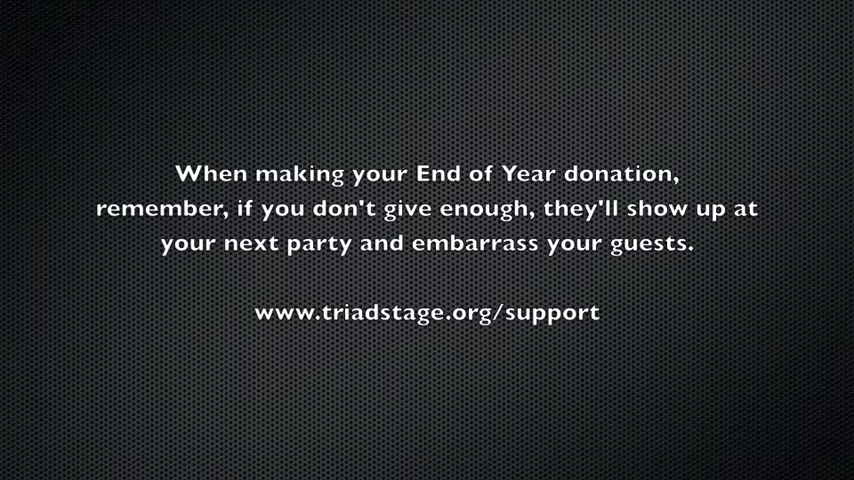 When making your End of Year donation,
remember, if you don't give enough, they'll show up at
your next party and embarrass your guests.
www.triadstage.org/support